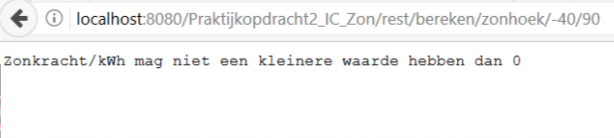 localhost:8080/Praktijkopdracht2_IC_Zon/rest/bereken/zonhoek/-40/90
Zonkracht/kWh mag niet een kleinere waarde hebben dan 0